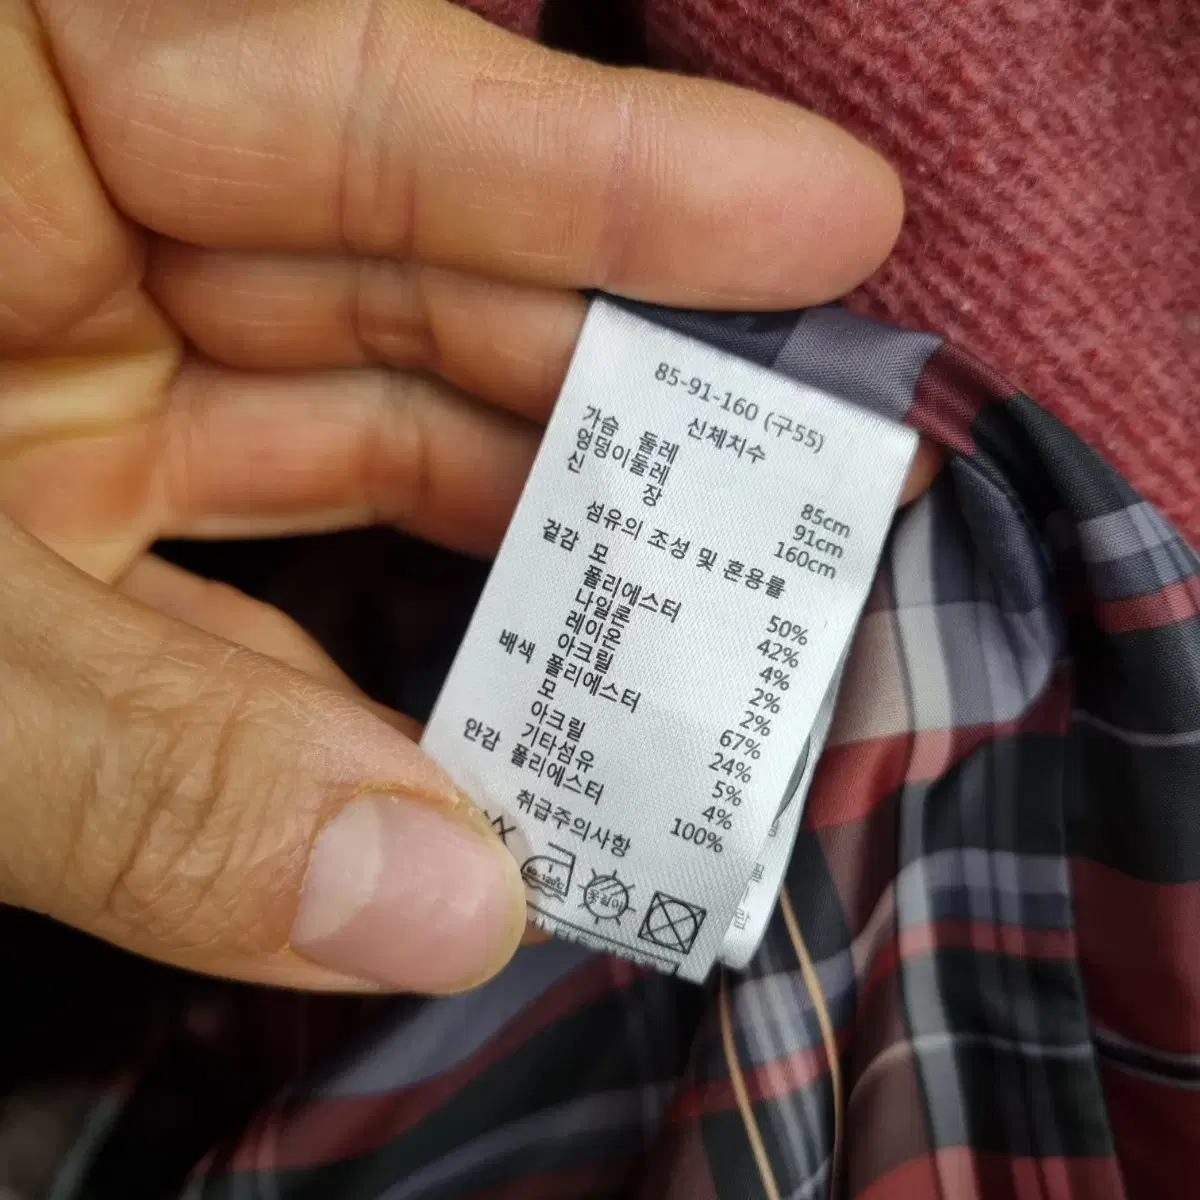 85-91-160 (구55)
신체치수
가슴 둘레 85cm
엉덩이둘레 91cm
신 장 160cm
섬유의 조성 및 혼용률
겉감 모 50%
폴리에스터 42%
나일론 4%
레이온 2%
아크릴 2%
배색 폴리에스터 67%
모 24%
아크릴 5%
기타섬유 4%
안감 폴리에스터 100%
취급주의사항